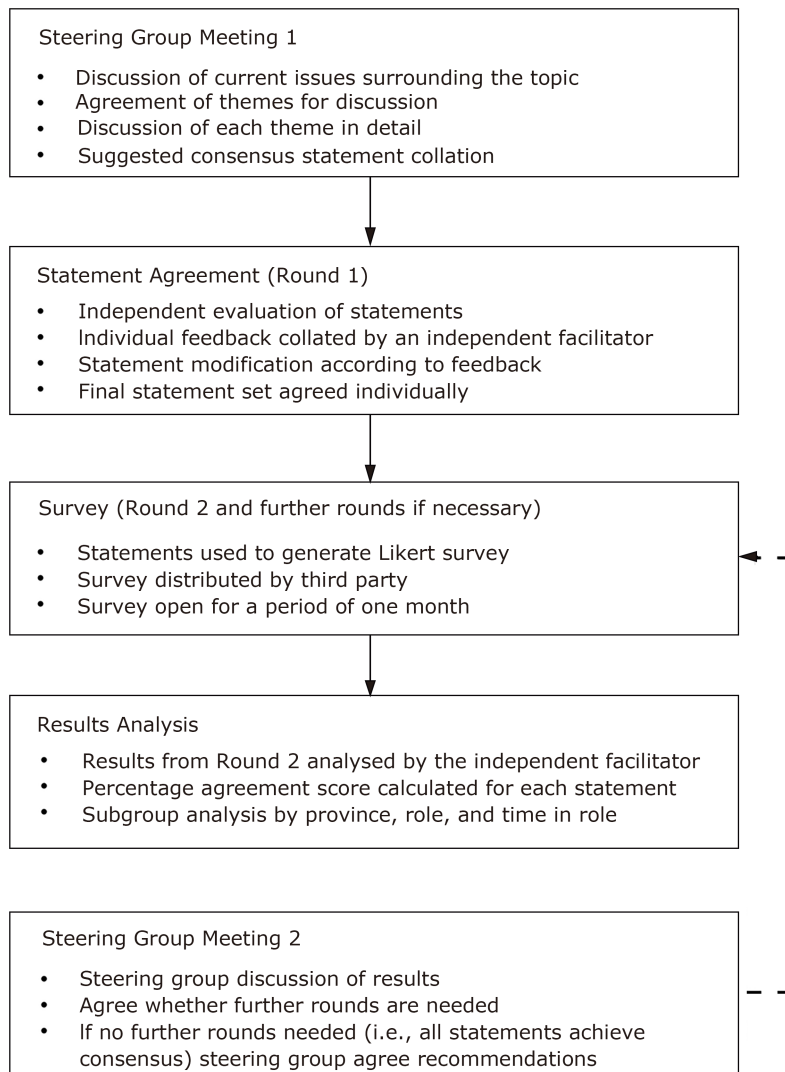 Steering Group Meeting 1
• Discussion of current issues surrounding the topic
• Agreement of themes for discussion
• Discussion of each theme in detail
• Suggested consensus statement collation
Statement Agreement (Round 1)
• Independent evaluation of statements
• Individual feedback collated by an independent facilitator
• Statement modification according to feedback
• Final statement set agreed individually
Survey (Round 2 and further rounds if necessary)
• Statements used to generate Likert survey
• Survey distributed by third party
• Survey open for a period of one month
Results Analysis
• Results from Round 2 analysed by the independent facilitator
• Percentage agreement score calculated for each statement
• Subgroup analysis by province, role, and time in role
Steering Group Meeting 2
• Steering group discussion of results
• Agree whether further rounds are needed
• If no further rounds needed (i.e., all statements achieve
consensus) steering group agree recommendations